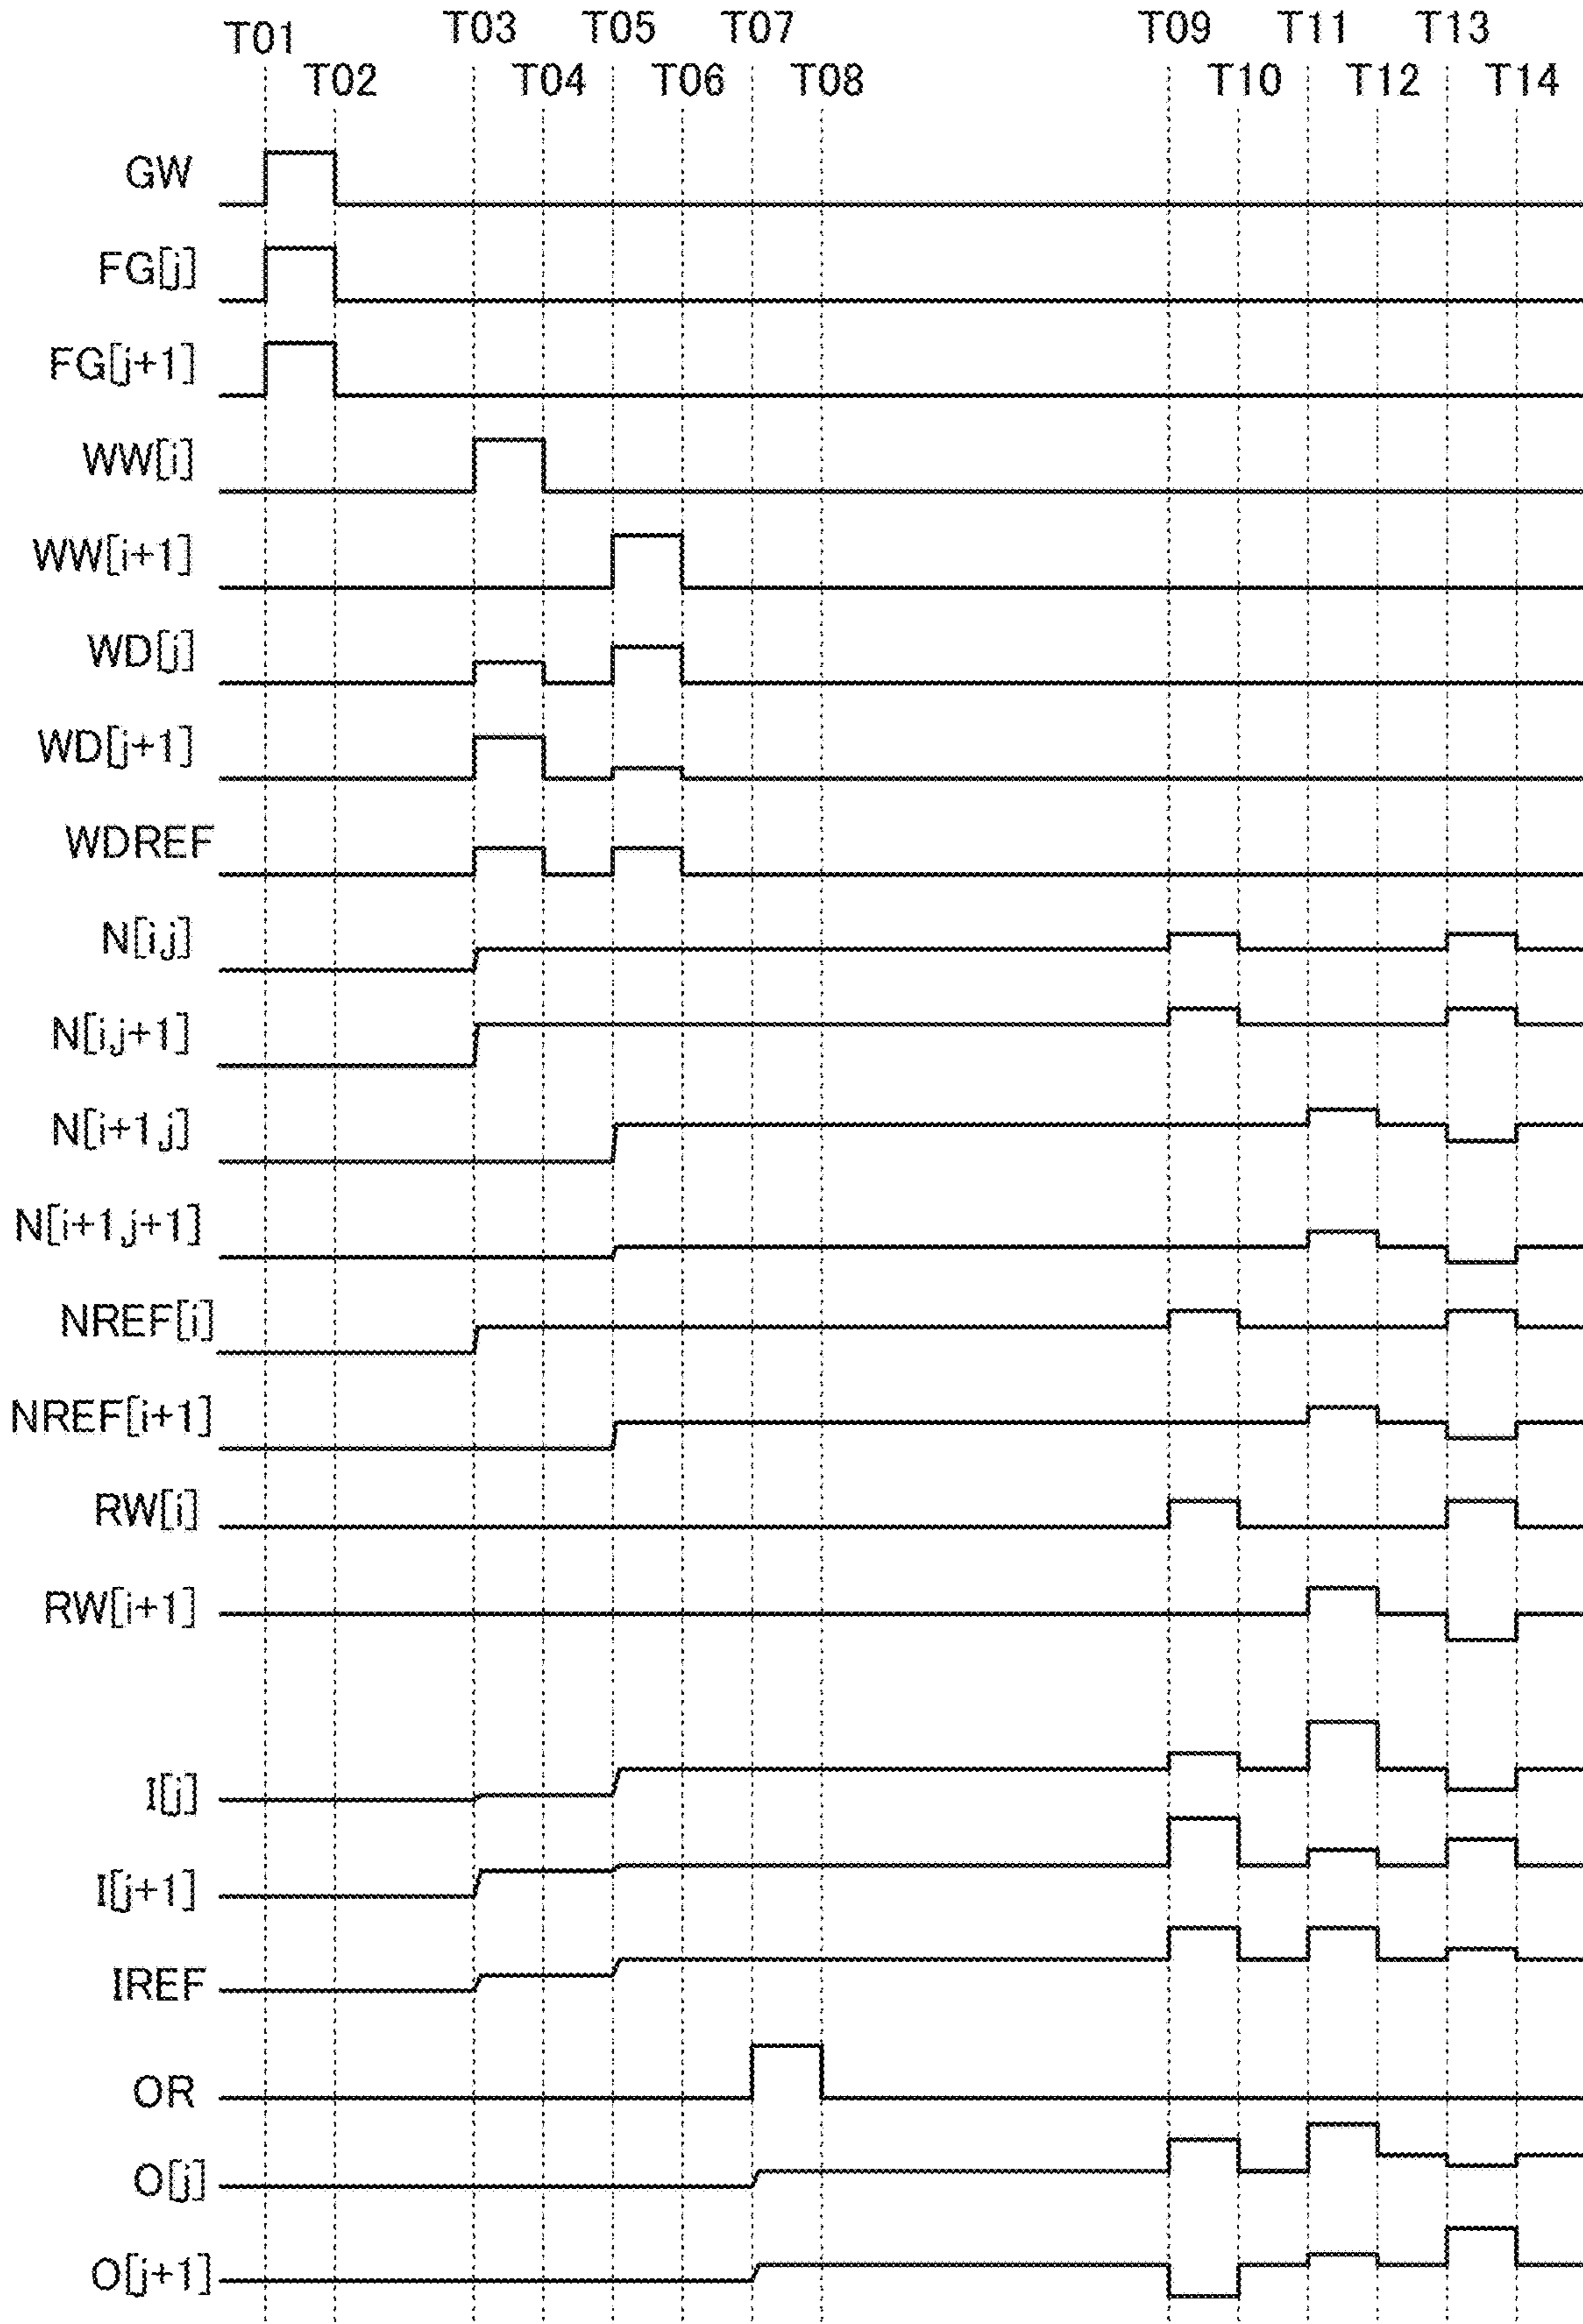 T01 T03 T05 T07 T09 T11 T13
T02 T04 T06 T08 T10 T12 T14
GW
FG[j]
FG[j+1]
WW[i]
WW[i+1]
WD[j]
WD[j+1]
WDREF
N[i,j]
N[i,j+1]
N[i+1,j]
N[i+1,j+1]
NREF[i]
NREF[i+1]
RW[i]
RW[i+1]
I[j]
I[j+1]
IREF
OR
O[j]
O[j+1]